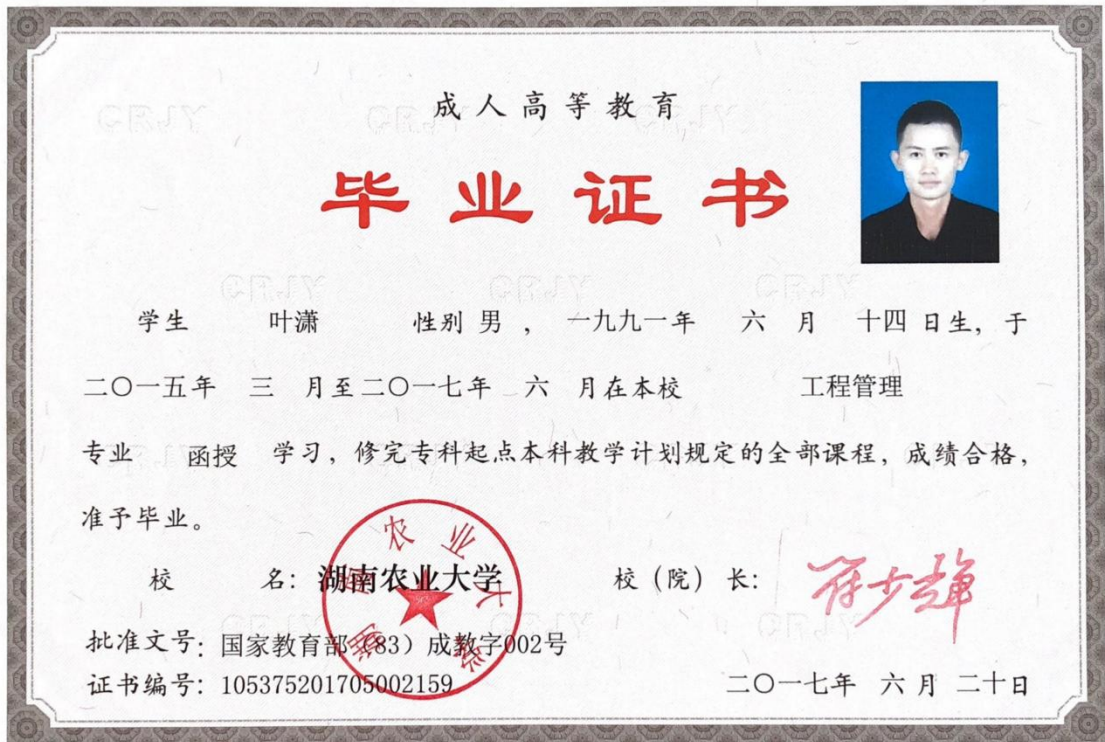 成人高等教育
毕业证书
学生 叶潇 性别 男 ， 一九九一年 六 月 十四 日生，于
二〇一五年 三 月至二〇一七年 六 月在本校 工程管理
专业 函授 学习，修完专科起点本科教学计划规定的全部课程，成绩合格，
准予毕业。
校 名：湖南农业大学 校（院）长：
湖南农业大学
批准文号：国家教育部（83）成教字002号
证书编号：105375201705002159 二〇一七年 六 月 二十日